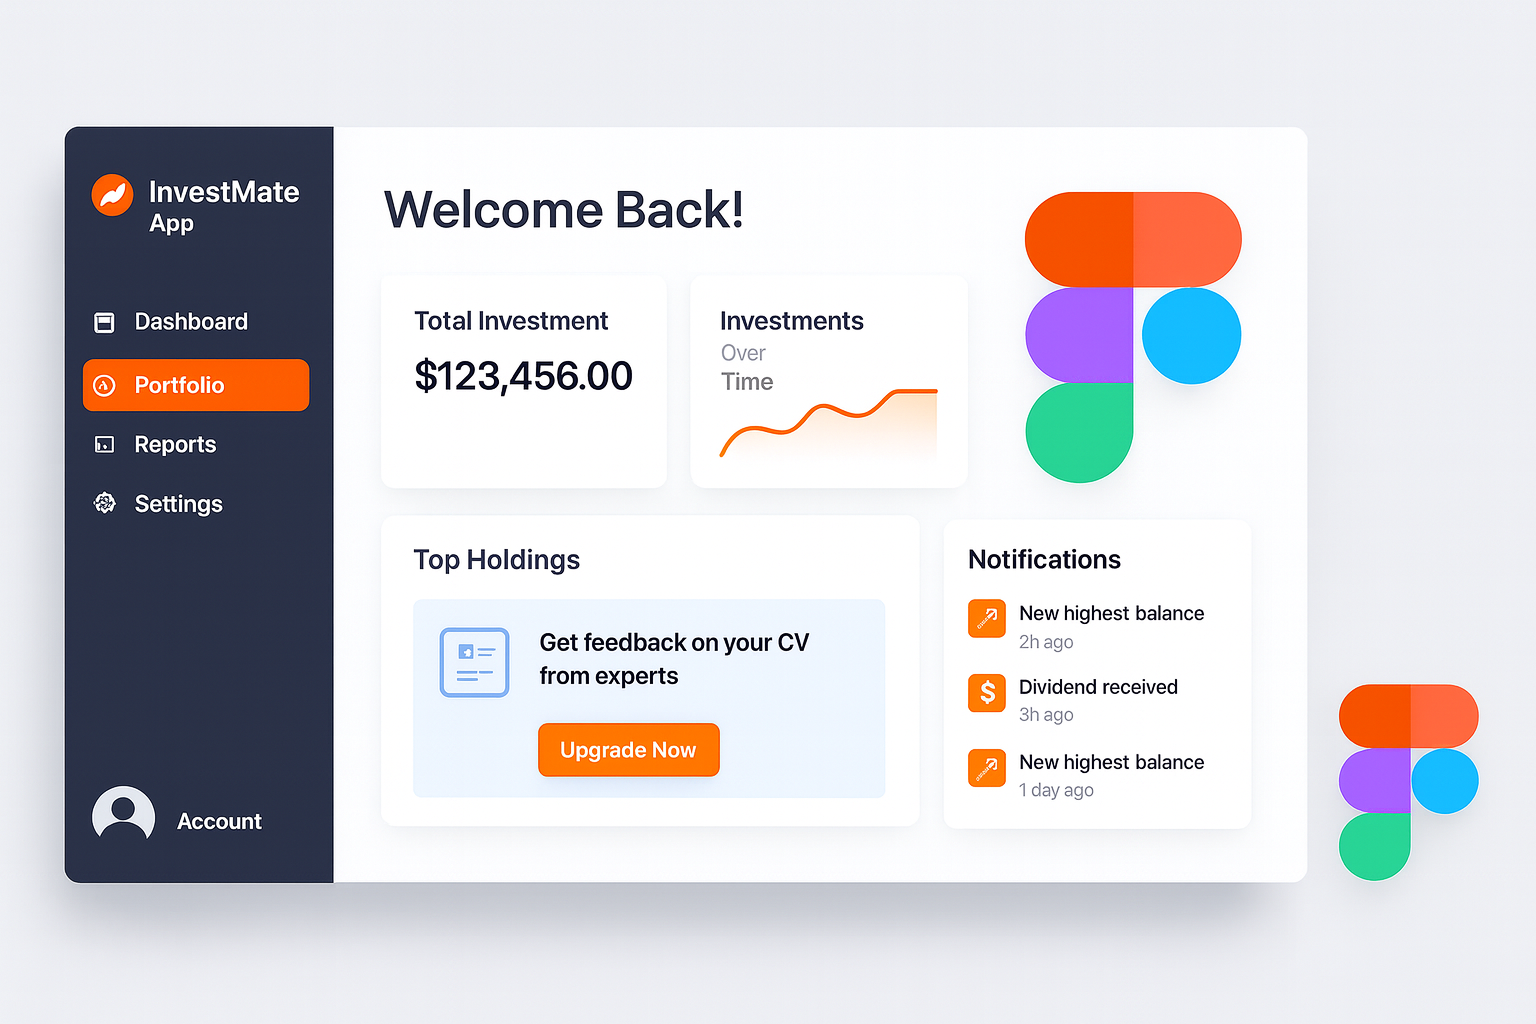 InvestMate
App
Dashboard
Portfolio
Reports
Settings
Account
Welcome Back!
Total Investment
$123,456.00
Investments
Over
Time
Top Holdings
Get feedback on your CV
from experts
Upgrade Now
Notifications
New highest balance
2h ago
Dividend received
3h ago
New highest balance
1 day ago